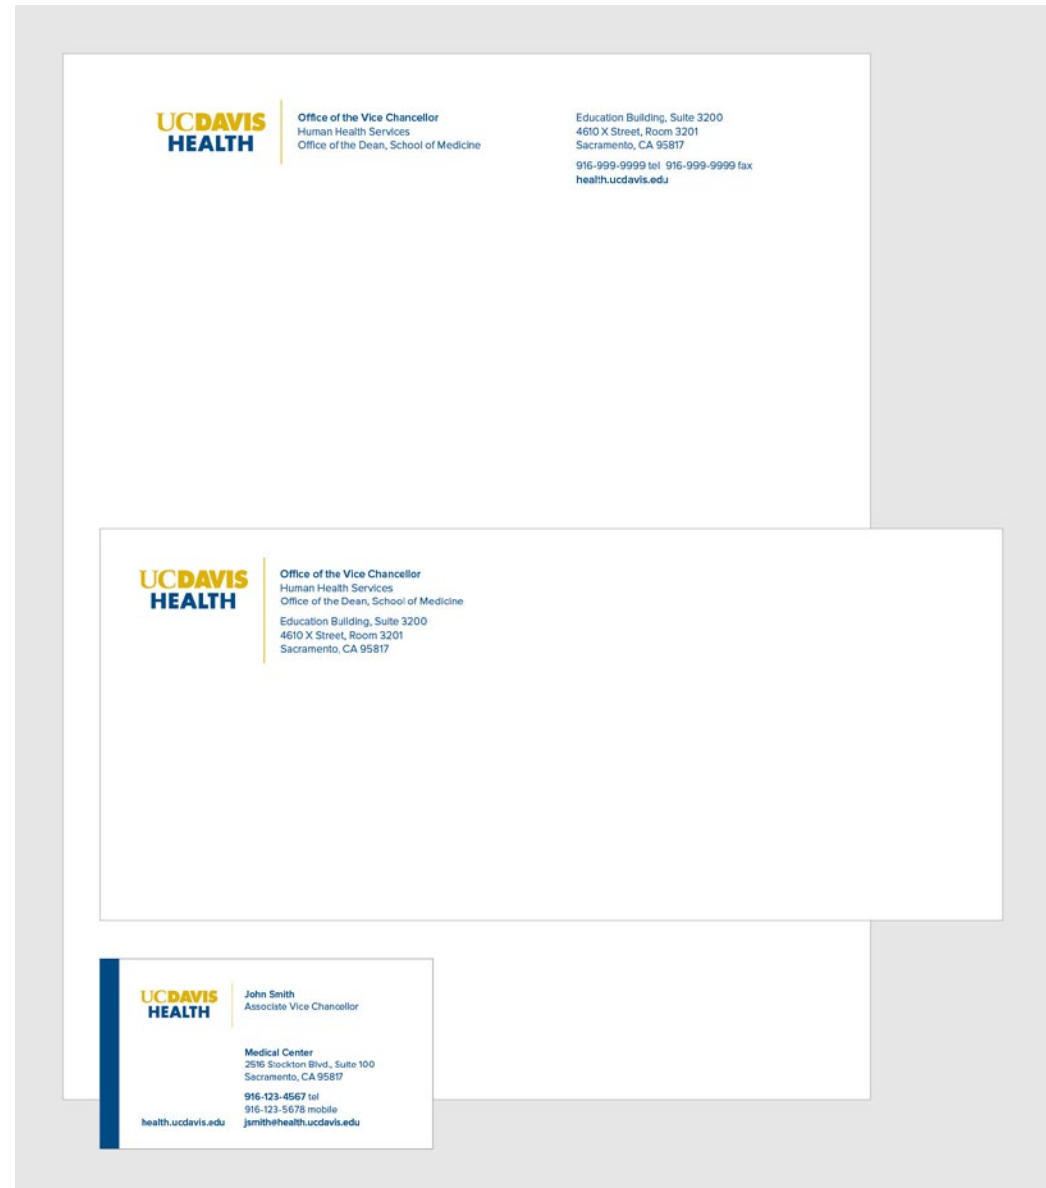 UCDAVIS
HEALTH
Office of the Vice Chancellor
Human Health Services
Office of the Dean, School of Medicine
Education Building, Suite 3200
4610 X Street, Room 3201
Sacramento, CA 95817
916-999-9999 tel 916-999-9999 fax
health.ucdavis.edu
UCDAVIS
HEALTH
Office of the Vice Chancellor
Human Health Services
Office of the Dean, School of Medicine
Education Building, Suite 3200
4610 X Street, Room 3201
Sacramento, CA 95817
UCDAVIS
HEALTH
John Smith
Associate Vice Chancellor
Medical Center
2516 Stockton Blvd., Suite 100
Sacramento, CA 95817
916-123-4567 tel
916-123-5678 mobile
health.ucdavis.edu jsmith@health.ucdavis.edu